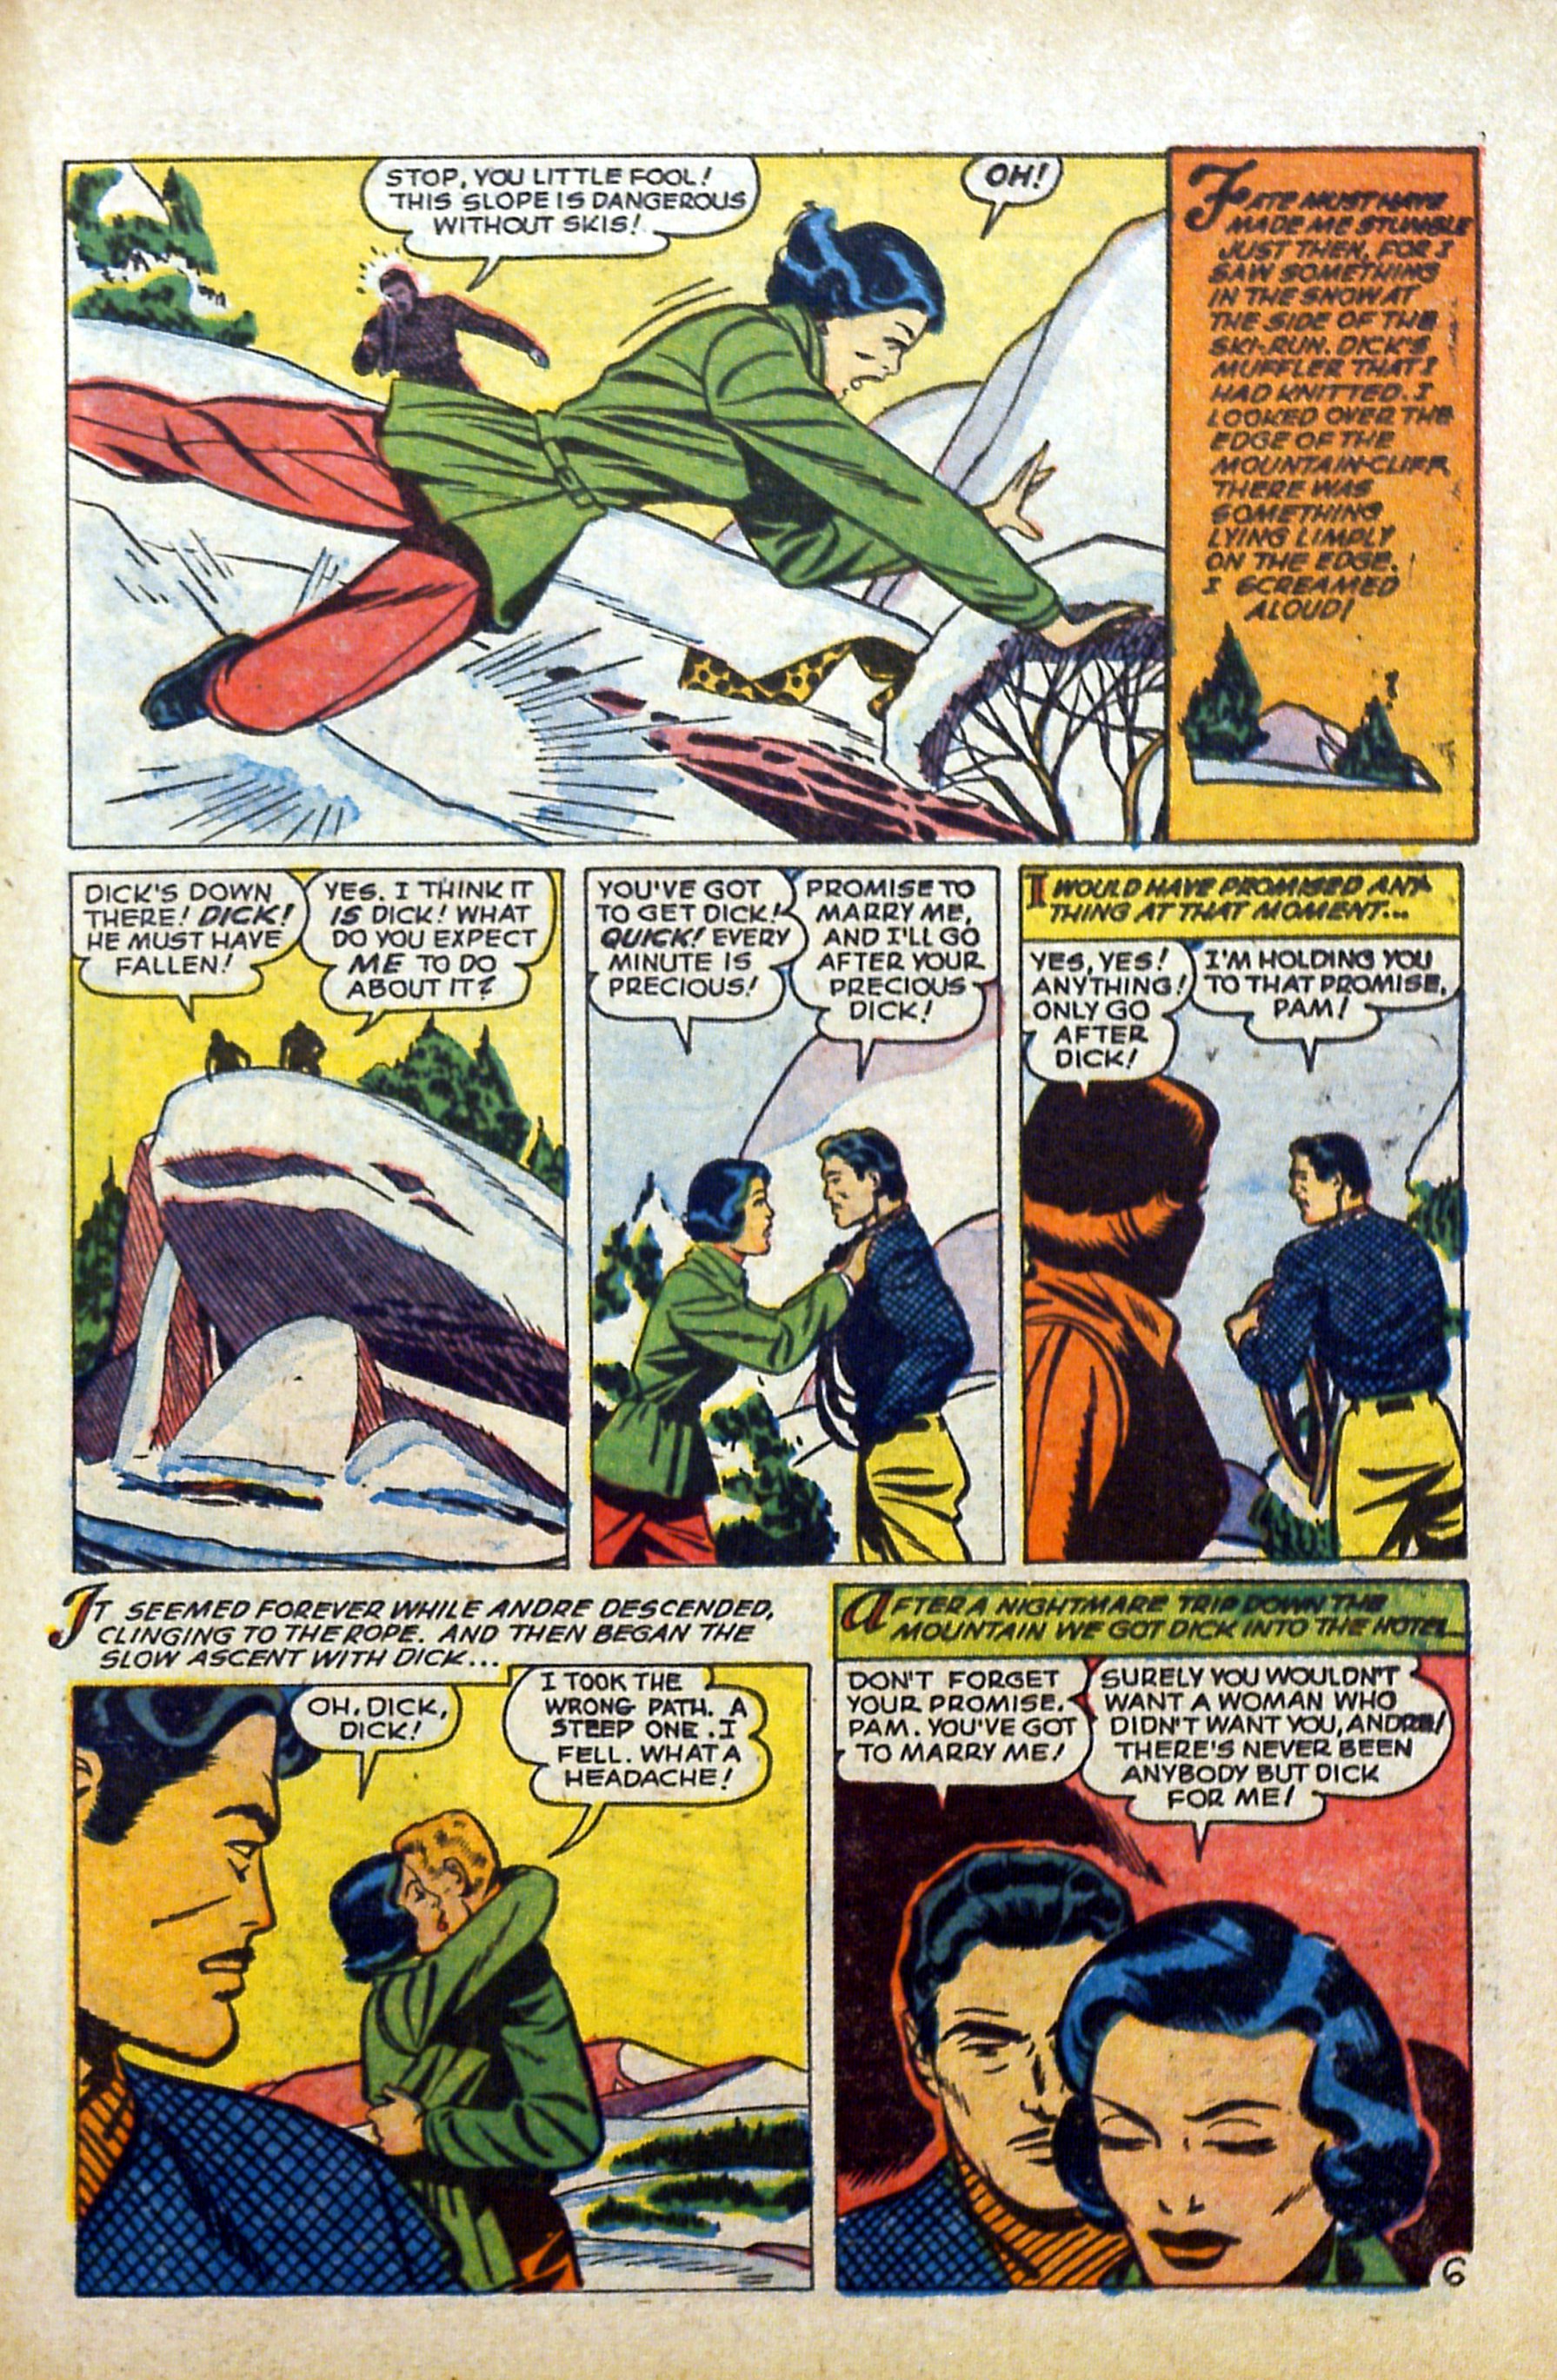 STOP, YOU LITTLE FOOL!
THIS SLOPE IS DANGEROUS
WITHOUT SKIS!
OH!
FATE MUST HAVE
MADE ME STUMBLE
JUST THEN, FOR I
SAW SOMETHING
IN THE SNOW AT
THE SIDE OF THE
SKI-RUN. DICK'S
MUFFLER THAT I
HAD KNITTED. I
LOOKED OVER THE
EDGE OF THE
MOUNTAIN-CLIFF.
THERE WAS
SOMETHING
LYING LIMPLY
ON THE EDGE.
I SCREAMED
ALOUD!
DICK'S DOWN
THERE! DICK!
HE MUST HAVE
FALLEN!
YES. I THINK IT
IS DICK! WHAT
DO YOU EXPECT
ME TO DO
ABOUT IT?
YOU'VE GOT
TO GET DICK!
QUICK! EVERY
MINUTE IS
PRECIOUS!
PROMISE TO
MARRY ME,
AND I'LL GO
AFTER YOUR
PRECIOUS
DICK!
I WOULD HAVE PROMISED ANY
THING AT THAT MOMENT...
YES, YES!
ANYTHING!
ONLY GO
AFTER
DICK!
I'M HOLDING YOU
TO THAT PROMISE,
PAM!
IT SEEMED FOREVER WHILE ANDRE DESCENDED,
CLINGING TO THE ROPE. AND THEN BEGAN THE
SLOW ASCENT WITH DICK...
OH, DICK,
DICK!
I TOOK THE
WRONG PATH. A
STEEP ONE. I
FELL. WHAT A
HEADACHE!
AFTER A NIGHTMARE TRIP DOWN THE
MOUNTAIN WE GOT DICK INTO THE HOTEL
DON'T FORGET
YOUR PROMISE,
PAM. YOU'VE GOT
TO MARRY ME!
SURELY YOU WOULDN'T
WANT A WOMAN WHO
DIDN'T WANT YOU, ANDRE!
THERE'S NEVER BEEN
ANYBODY BUT DICK
FOR ME!
6